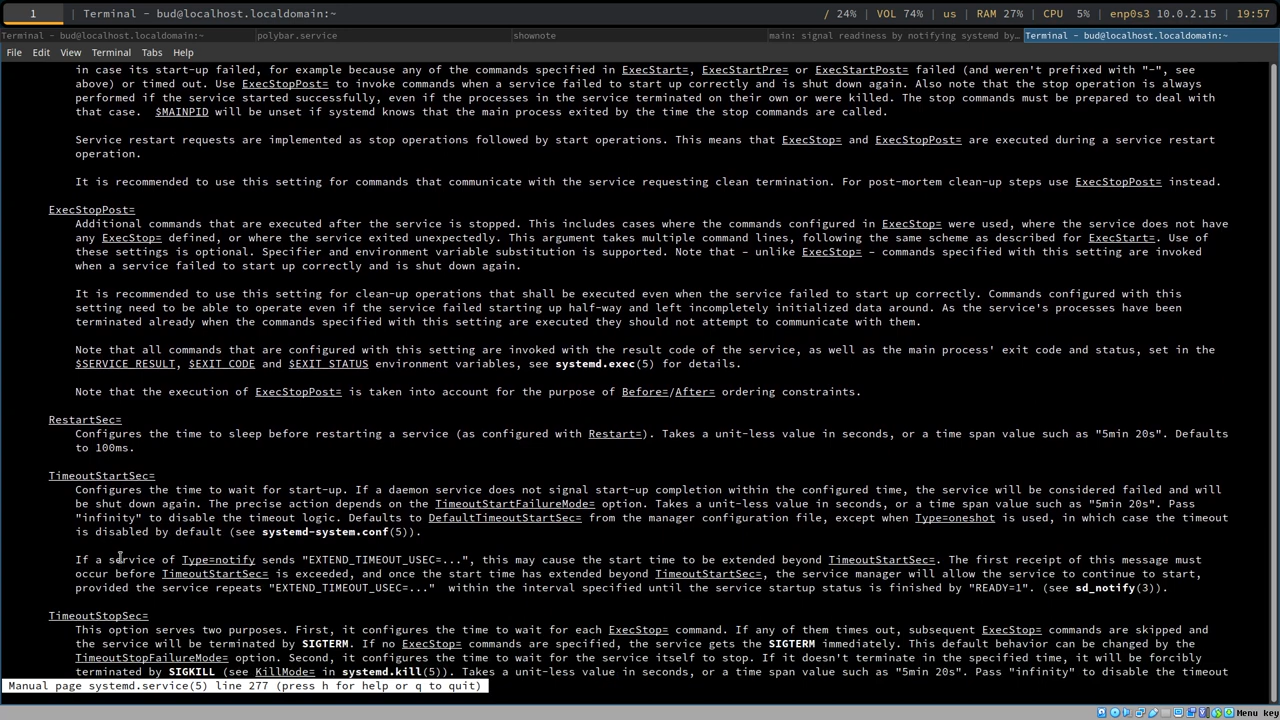 1 Terminal - bud@localhost.localdomain:~ / 24% VOL 74% us RAM 27% CPU 5% enp0s3 10.0.2.15 19:57
Terminal - bud@localhost.localdomain:~ polybar.service shownote main: signal readiness by notifying systemd by... Terminal - bud@localhost.localdomain:~
File Edit View Terminal Tabs Help
in case its start-up failed, for example because any of the commands specified in ExecStart=, ExecStartPre= or ExecStartPost= failed (and weren't prefixed with "-", see
above) or timed out. Use ExecStopPost= to invoke commands when a service failed to start up correctly and is shut down again. Also note that the stop operation is always
performed if the service started successfully, even if the processes in the service terminated on their own or were killed. The stop commands must be prepared to deal with
that case. $MAINPID will be unset if systemd knows that the main process exited by the time the stop commands are called.
Service restart requests are implemented as stop operations followed by start operations. This means that ExecStop= and ExecStopPost= are executed during a service restart
operation.
It is recommended to use this setting for commands that communicate with the service requesting clean termination. For post-mortem clean-up steps use ExecStopPost= instead.
ExecStopPost=
Additional commands that are executed after the service is stopped. This includes cases where the commands configured in ExecStop= were used, where the service does not have
any ExecStop= defined, or where the service exited unexpectedly. This argument takes multiple command lines, following the same scheme as described for ExecStart=. Use of
these settings is optional. Specifier and environment variable substitution is supported. Note that – unlike ExecStop= – commands specified with this setting are invoked
when a service failed to start up correctly and is shut down again.
It is recommended to use this setting for clean-up operations that shall be executed even when the service failed to start up correctly. Commands configured with this
setting need to be able to operate even if the service failed starting up half-way and left incompletely initialized data around. As the service's processes have been
terminated already when the commands specified with this setting are executed they should not attempt to communicate with them.
Note that all commands that are configured with this setting are invoked with the result code of the service, as well as the main process' exit code and status, set in the
$SERVICE_RESULT, $EXIT_CODE and $EXIT_STATUS environment variables, see systemd.exec(5) for details.
Note that the execution of ExecStopPost= is taken into account for the purpose of Before=/After= ordering constraints.
RestartSec=
Configures the time to sleep before restarting a service (as configured with Restart=). Takes a unit-less value in seconds, or a time span value such as "5min 20s". Defaults
to 100ms.
TimeoutStartSec=
Configures the time to wait for start-up. If a daemon service does not signal start-up completion within the configured time, the service will be considered failed and will
be shut down again. The precise action depends on the TimeoutStartFailureMode= option. Takes a unit-less value in seconds, or a time span value such as "5min 20s". Pass
"infinity" to disable the timeout logic. Defaults to DefaultTimeoutStartSec= from the manager configuration file, except when Type=oneshot is used, in which case the timeout
is disabled by default (see systemd-system.conf(5)).
If a service of Type=notify sends "EXTEND_TIMEOUT_USEC=...", this may cause the start time to be extended beyond TimeoutStartSec=. The first receipt of this message must
occur before TimeoutStartSec= is exceeded, and once the start time has extended beyond TimeoutStartSec=, the service manager will allow the service to continue to start,
provided the service repeats "EXTEND_TIMEOUT_USEC=..." within the interval specified until the service startup status is finished by "READY=1". (see sd_notify(3)).
TimeoutStopSec=
This option serves two purposes. First, it configures the time to wait for each ExecStop= command. If any of them times out, subsequent ExecStop= commands are skipped and
the service will be terminated by SIGTERM. If no ExecStop= commands are specified, the service gets the SIGTERM immediately. This default behavior can be changed by the
TimeoutStopFailureMode= option. Second, it configures the time to wait for the service itself to stop. If it doesn't terminate in the specified time, it will be forcibly
terminated by SIGKILL (see KillMode= in systemd.kill(5)). Takes a unit-less value in seconds, or a time span value such as "5min 20s". Pass "infinity" to disable the timeout
Manual page systemd.service(5) line 277 (press h for help or q to quit)
Menu key